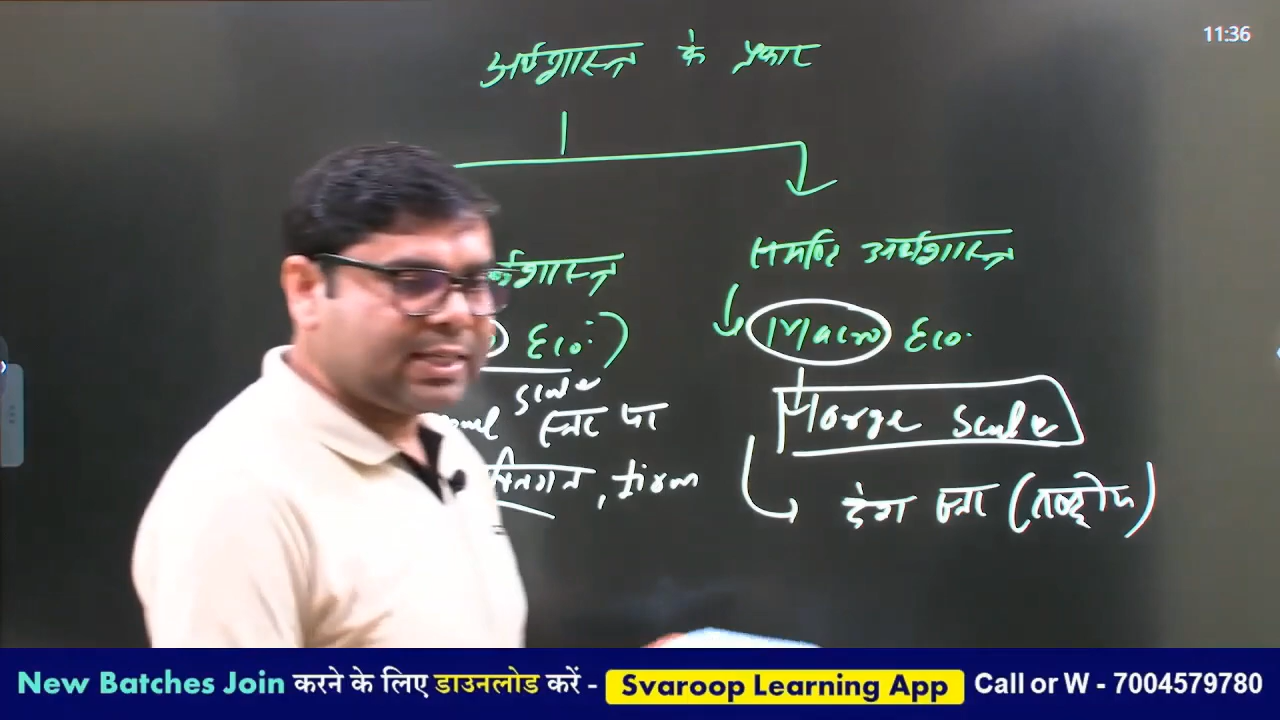 11:36
अर्थशास्त्र के प्रकार
र्थशास्त्र
समष्टि अर्थशास्त्र
Eco.)
Macro Eco.
Scale
स्तर पर
Large Scale
, firm
देश स्तर (राष्ट्रीय)
New Batches Join करने के लिए डाउनलोड करें - Svaroop Learning App Call or W - 7004579780